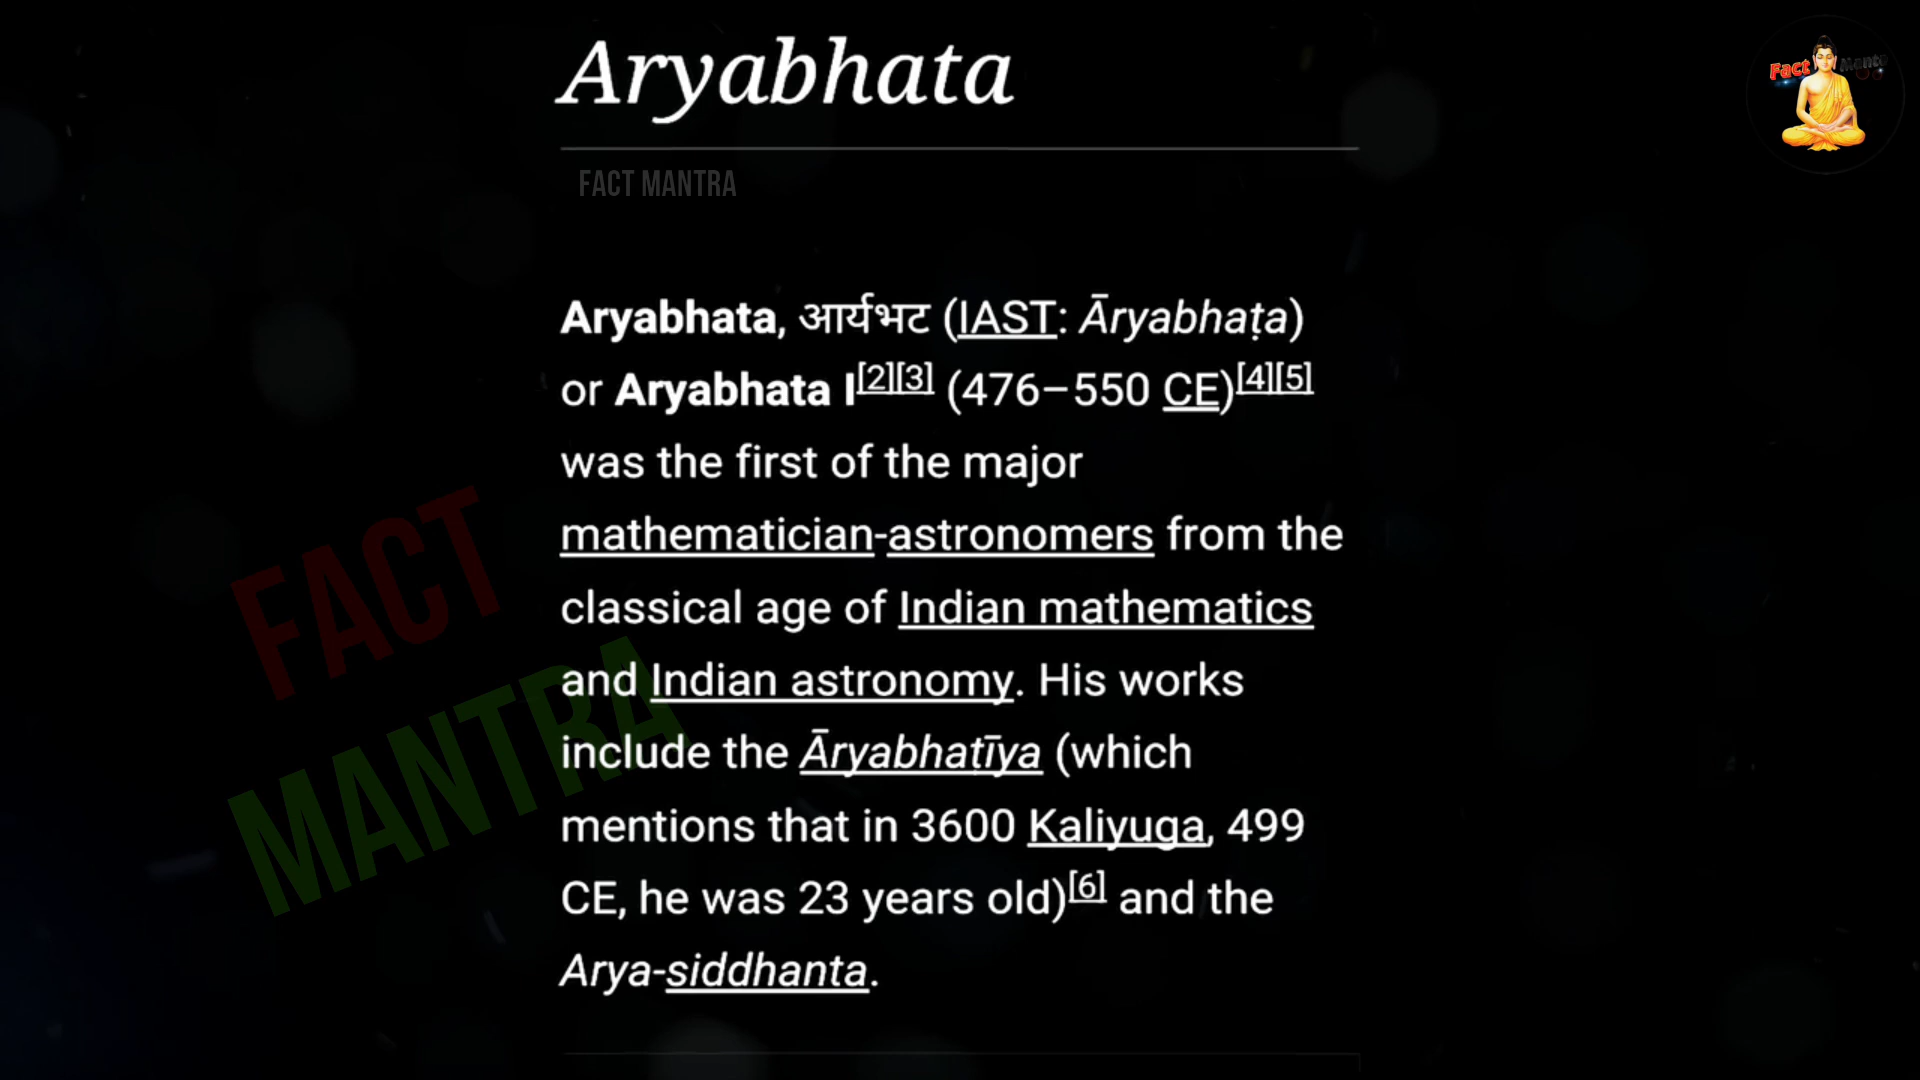 Aryabhata
Fact Mantra
FACT MANTRA
Aryabhata, आर्यभट (IAST: Āryabhaṭa)
or Aryabhata I[2][3] (476–550 CE)[4][5]
was the first of the major
mathematician-astronomers from the
classical age of Indian mathematics
and Indian astronomy. His works
include the Āryabhaṭīya (which
mentions that in 3600 Kaliyuga, 499
CE, he was 23 years old)[6] and the
Arya-siddhanta.
FACT
MANTRA